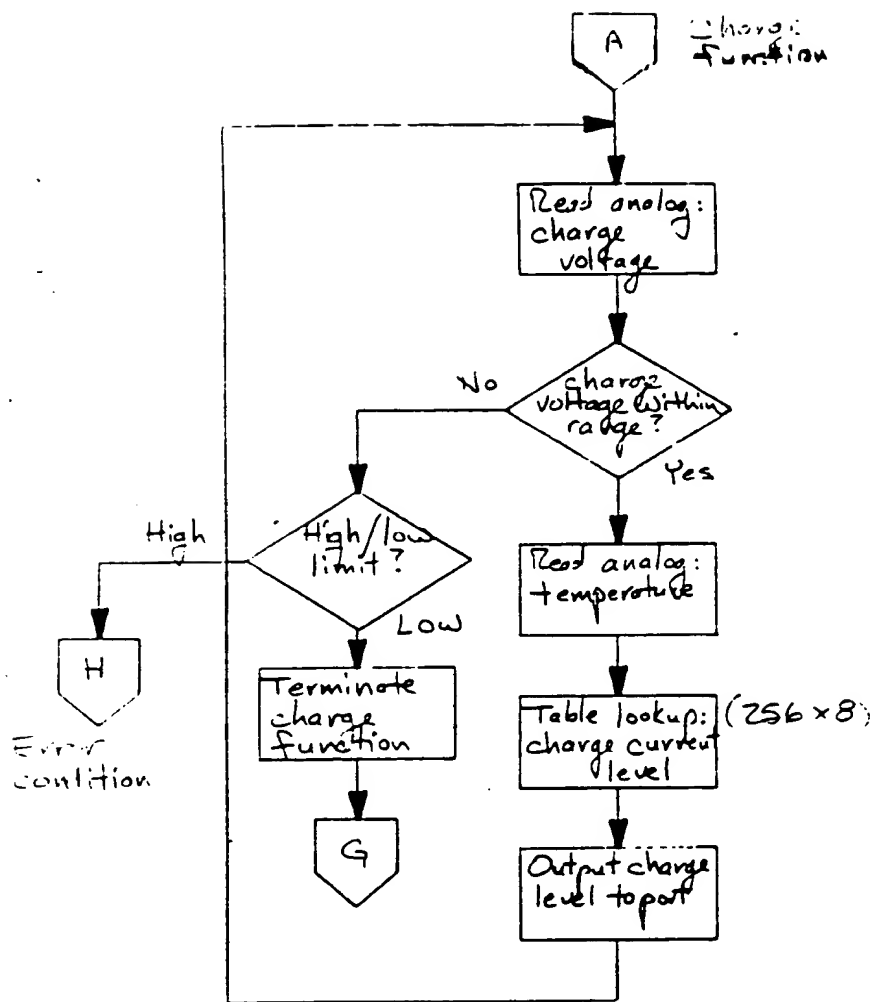 A
Charge
function
Read analog:
charge
voltage
charge
voltage within
range?
No
Yes
High/low
limit?
High
Low
Read analog:
temperature
H
Error
condition
Terminate
charge
function
Table lookup:
charge current
level
(256 × 8)
G
Output charge
level to port